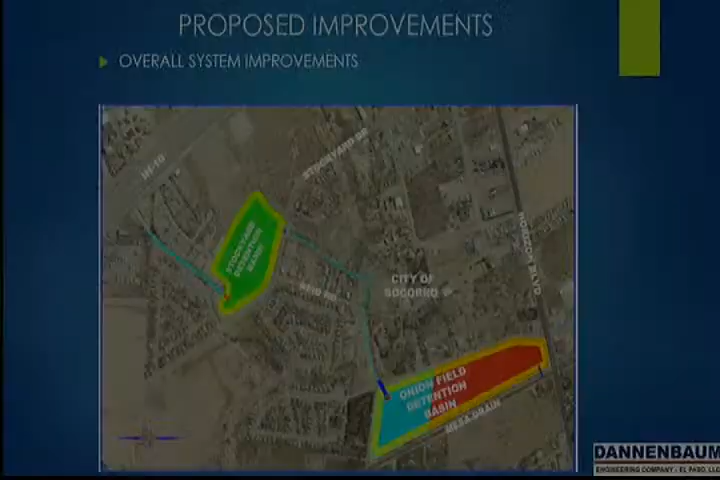 PROPOSED IMPROVEMENTS
OVERALL SYSTEM IMPROVEMENTS
IH-10
STOCKYARD DR
STOCKYARD
DETENTION
BASIN
HORIZON BLVD
CITY OF
SOCORRO
REID RD
ONION FIELD
DETENTION
BASIN
MESA DRAIN
DANNENBAUM
ENGINEERING COMPANY - EL PASO, LLC